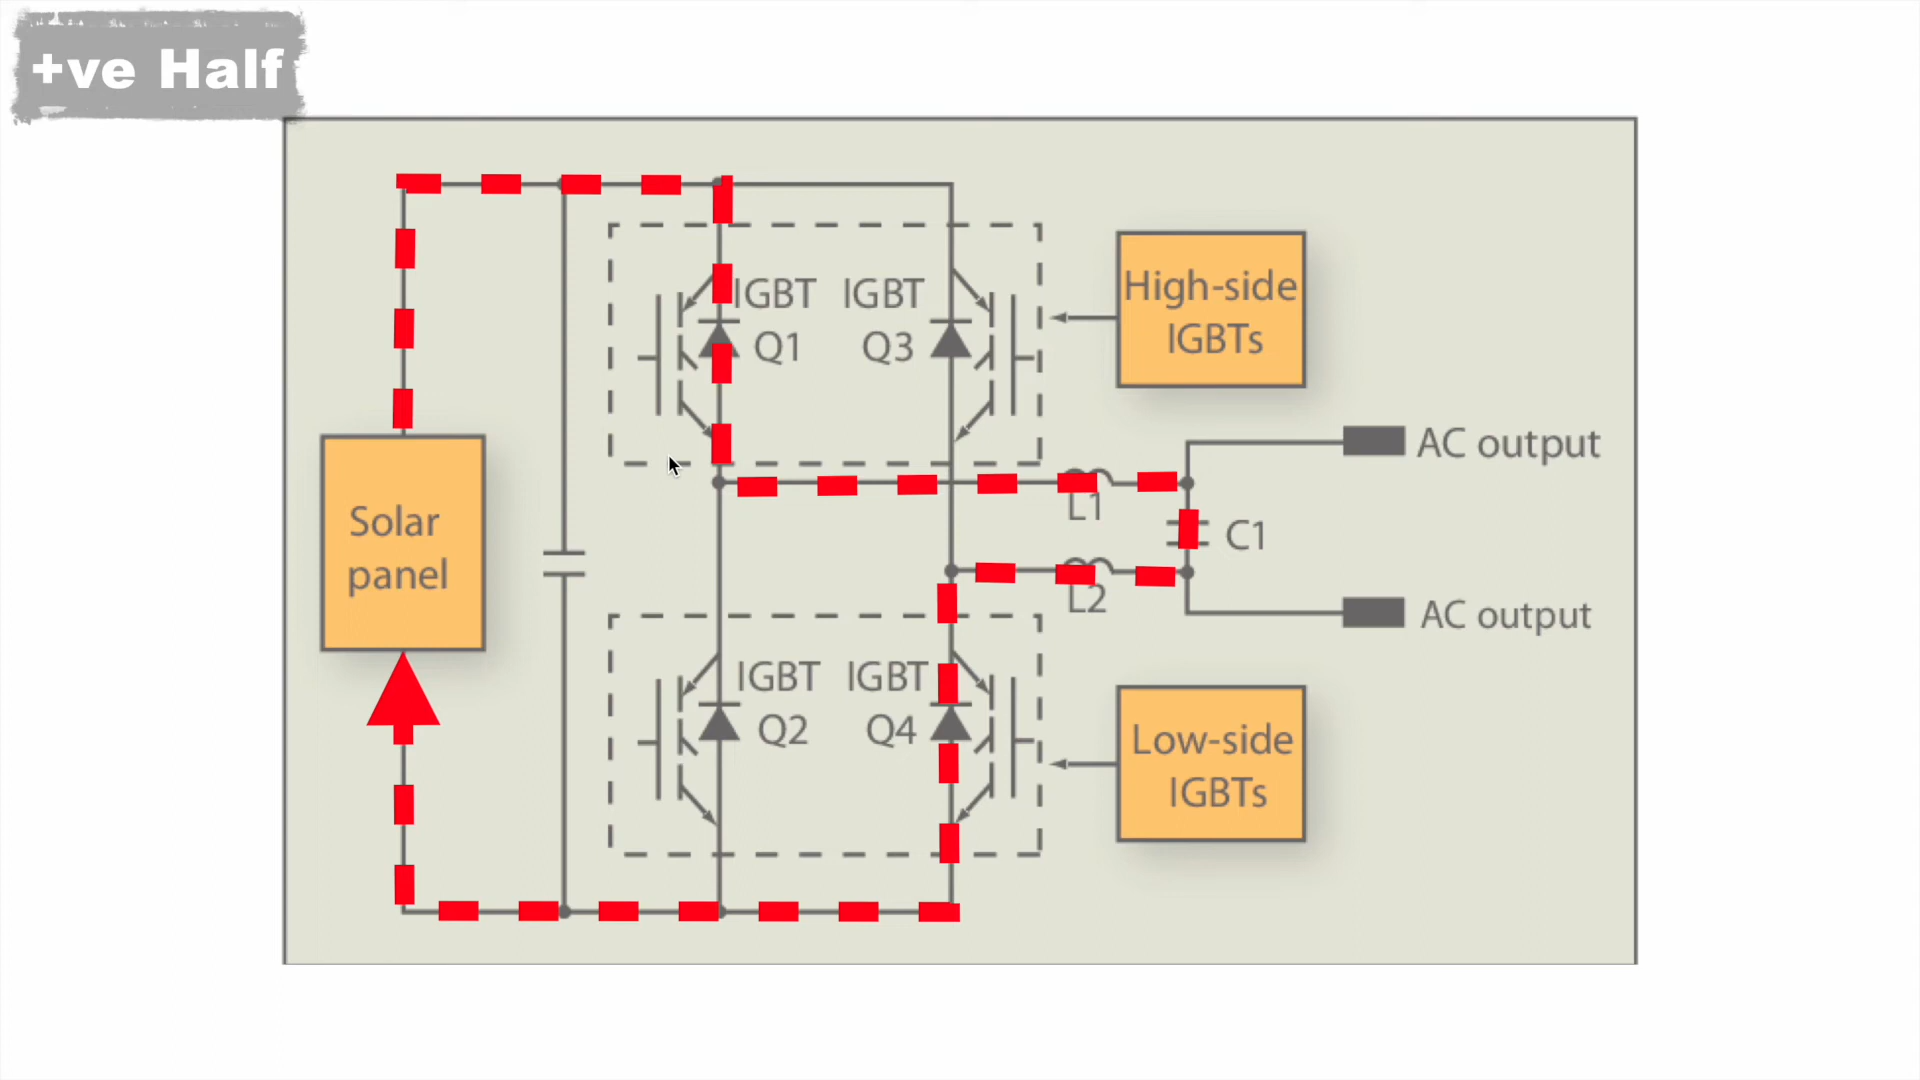 +ve Half
IGBT
Q1
IGBT
Q3
High-side
IGBTs
AC output
Solar
panel
L1
C1
L2
AC output
IGBT
Q2
IGBT
Q4
Low-side
IGBTs